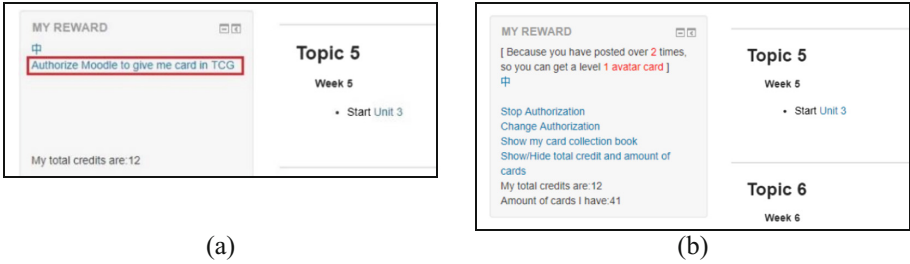 MY REWARD
中
Authorize Moodle to give me card in TCG
My total credits are:12
Topic 5
Week 5
• Start Unit 3
(a)
MY REWARD
[ Because you have posted over 2 times,
so you can get a level 1 avatar card ]
中
Stop Authorization
Change Authorization
Show my card collection book
Show/Hide total credit and amount of
cards
My total credits are:12
Amount of cards I have:41
Topic 5
Week 5
• Start Unit 3
Topic 6
Week 6
(b)